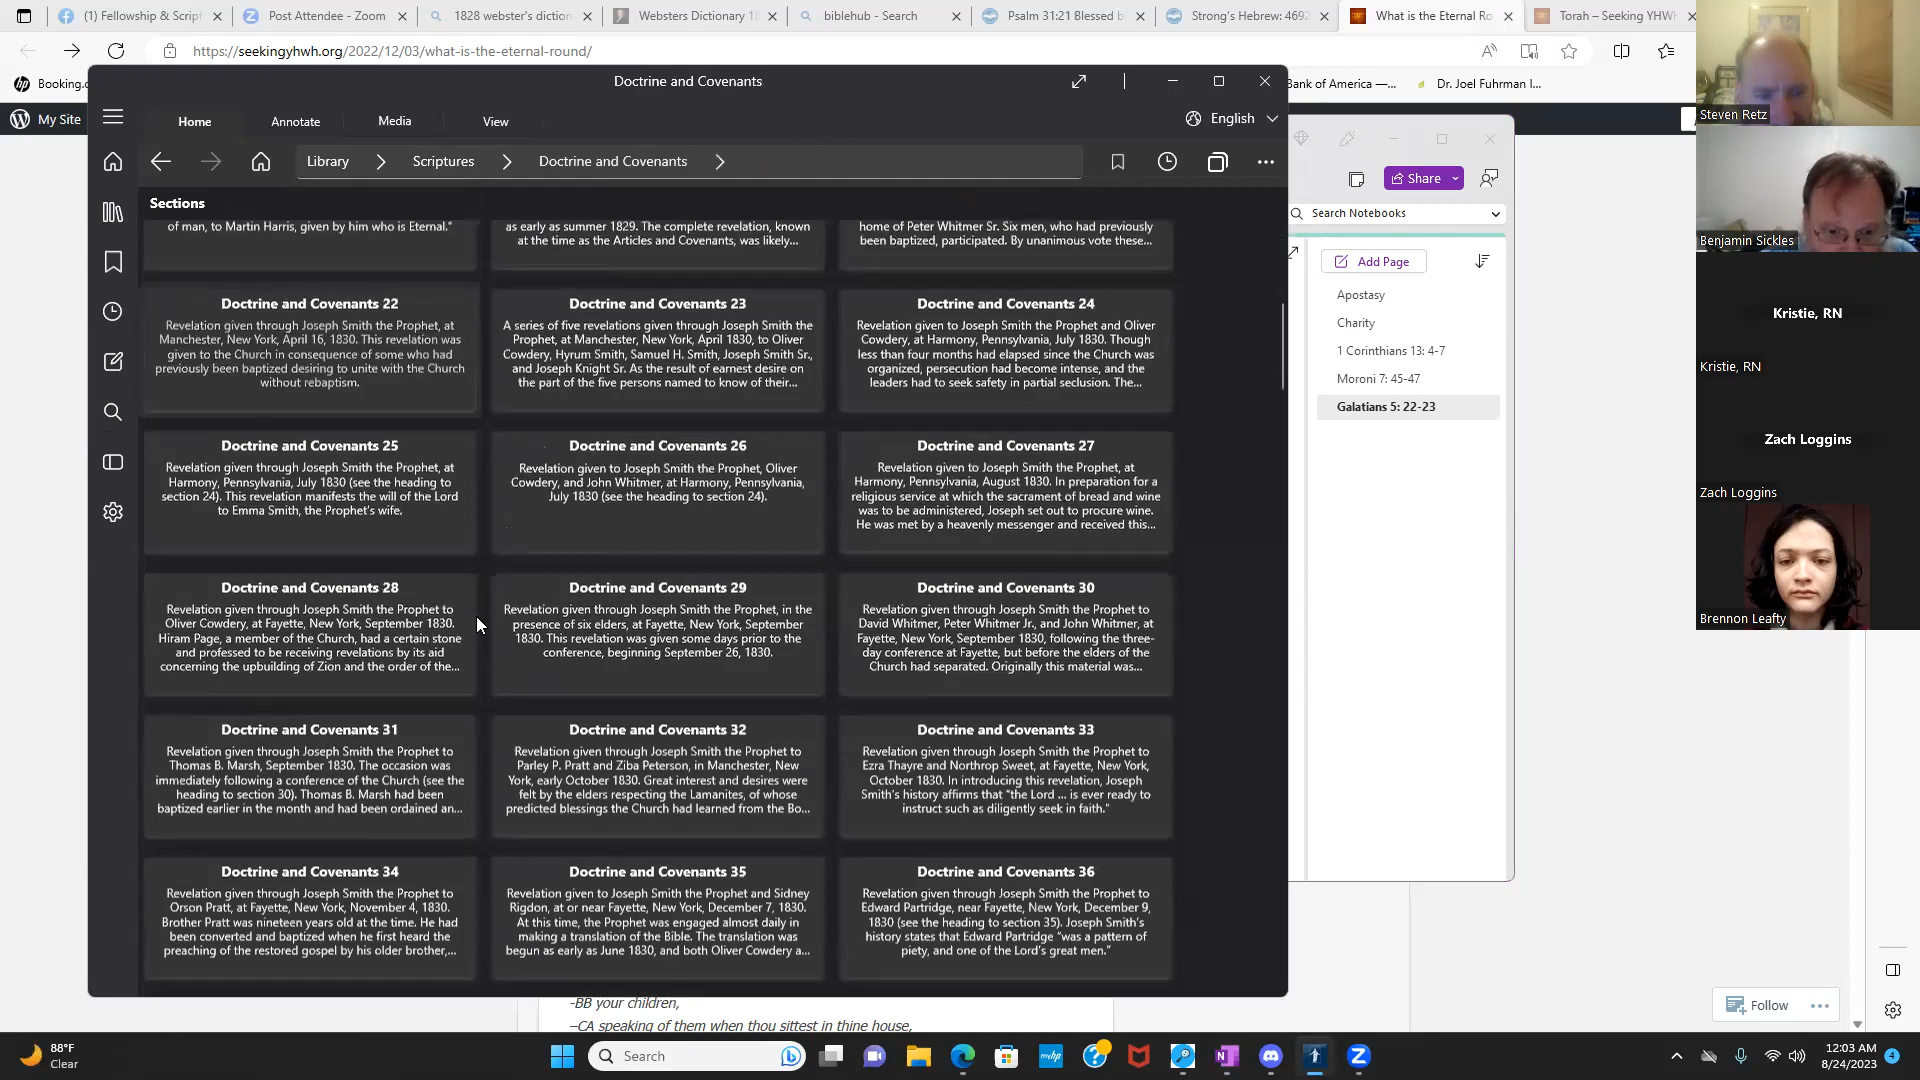 (1) Fellowship & Script
Post Attendee - Zoom
1828 webster's diction
Websters Dictionary 18
biblehub - Search
Psalm 31:21 Blessed b
Strong's Hebrew: 4692
What is the Eternal Ro
Torah – Seeking YHWH
https://seekingyhwh.org/2022/12/03/what-is-the-eternal-round/
Booking.c
Bank of America —...
Dr. Joel Fuhrman I...
My Site
Doctrine and Covenants
Home
Annotate
Media
View
English
Library
Scriptures
Doctrine and Covenants
Sections
of man, to Martin Harris, given by him who is Eternal."
as early as summer 1829. The complete revelation, known
at the time as the Articles and Covenants, was likely...
home of Peter Whitmer Sr. Six men, who had previously
been baptized, participated. By unanimous vote these...
Doctrine and Covenants 22
Revelation given through Joseph Smith the Prophet, at
Manchester, New York, April 16, 1830. This revelation was
given to the Church in consequence of some who had
previously been baptized desiring to unite with the Church
without rebaptism.
Doctrine and Covenants 23
A series of five revelations given through Joseph Smith the
Prophet, at Manchester, New York, April 1830, to Oliver
Cowdery, Hyrum Smith, Samuel H. Smith, Joseph Smith Sr.,
and Joseph Knight Sr. As the result of earnest desire on
the part of the five persons named to know of their...
Doctrine and Covenants 24
Revelation given to Joseph Smith the Prophet and Oliver
Cowdery, at Harmony, Pennsylvania, July 1830. Though
less than four months had elapsed since the Church was
organized, persecution had become intense, and the
leaders had to seek safety in partial seclusion. The...
Doctrine and Covenants 25
Revelation given through Joseph Smith the Prophet, at
Harmony, Pennsylvania, July 1830 (see the heading to
section 24). This revelation manifests the will of the Lord
to Emma Smith, the Prophet's wife.
Doctrine and Covenants 26
Revelation given to Joseph Smith the Prophet, Oliver
Cowdery, and John Whitmer, at Harmony, Pennsylvania,
July 1830 (see the heading to section 24).
Doctrine and Covenants 27
Revelation given to Joseph Smith the Prophet, at
Harmony, Pennsylvania, August 1830. In preparation for a
religious service at which the sacrament of bread and wine
was to be administered, Joseph set out to procure wine.
He was met by a heavenly messenger and received this...
Doctrine and Covenants 28
Revelation given through Joseph Smith the Prophet to
Oliver Cowdery, at Fayette, New York, September 1830.
Hiram Page, a member of the Church, had a certain stone
and professed to be receiving revelations by its aid
concerning the upbuilding of Zion and the order of the...
Doctrine and Covenants 29
Revelation given through Joseph Smith the Prophet, in the
presence of six elders, at Fayette, New York, September
1830. This revelation was given some days prior to the
conference, beginning September 26, 1830.
Doctrine and Covenants 30
Revelation given through Joseph Smith the Prophet to
David Whitmer, Peter Whitmer Jr., and John Whitmer, at
Fayette, New York, September 1830, following the three-
day conference at Fayette, but before the elders of the
Church had separated. Originally this material was...
Doctrine and Covenants 31
Revelation given through Joseph Smith the Prophet to
Thomas B. Marsh, September 1830. The occasion was
immediately following a conference of the Church (see the
heading to section 30). Thomas B. Marsh had been
baptized earlier in the month and had been ordained an...
Doctrine and Covenants 32
Revelation given through Joseph Smith the Prophet to
Parley P. Pratt and Ziba Peterson, in Manchester, New
York, early October 1830. Great interest and desires were
felt by the elders respecting the Lamanites, of whose
predicted blessings the Church had learned from the Bo...
Doctrine and Covenants 33
Revelation given through Joseph Smith the Prophet to
Ezra Thayre and Northrop Sweet, at Fayette, New York,
October 1830. In introducing this revelation, Joseph
Smith's history affirms that "the Lord ... is ever ready to
instruct such as diligently seek in faith."
Doctrine and Covenants 34
Revelation given through Joseph Smith the Prophet to
Orson Pratt, at Fayette, New York, November 4, 1830.
Brother Pratt was nineteen years old at the time. He had
been converted and baptized when he first heard the
preaching of the restored gospel by his older brother,...
Doctrine and Covenants 35
Revelation given to Joseph Smith the Prophet and Sidney
Rigdon, at or near Fayette, New York, December 7, 1830.
At this time, the Prophet was engaged almost daily in
making a translation of the Bible. The translation was
begun as early as June 1830, and both Oliver Cowdery a...
Doctrine and Covenants 36
Revelation given through Joseph Smith the Prophet to
Edward Partridge, near Fayette, New York, December 9,
1830 (see the heading to section 35). Joseph Smith's
history states that Edward Partridge "was a pattern of
piety, and one of the Lord's great men."
Share
Search Notebooks
Add Page
Apostasy
Charity
1 Corinthians 13: 4-7
Moroni 7: 45-47
Galatians 5: 22-23
Steven Retz
Benjamin Sickles
Kristie, RN
Kristie, RN
Zach Loggins
Zach Loggins
Brennon Leafty
-BB your children,
–CA speaking of them when thou sittest in thine house,
Follow
88°F
Clear
Search
12:03 AM
8/24/2023
4